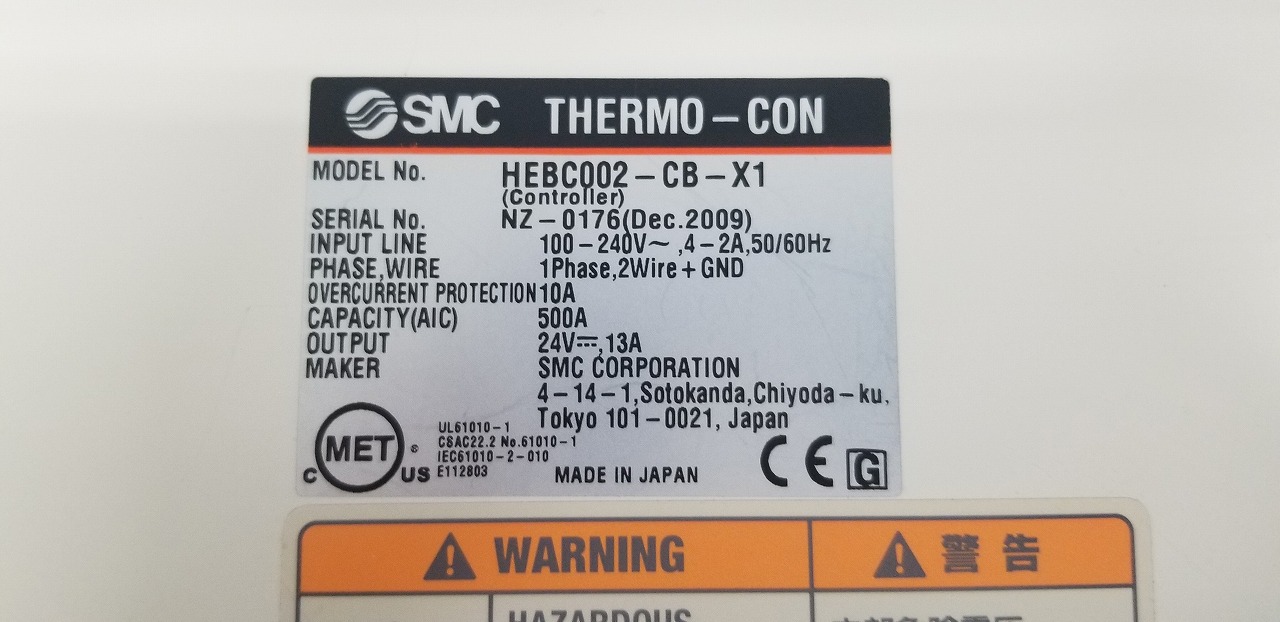 SMC THERMO-CON
MODEL No. HEBC002-CB-X1
(Controller)
SERIAL No. NZ-0176(Dec.2009)
INPUT LINE 100-240V~ ,4-2A,50/60Hz
PHASE,WIRE 1Phase,2Wire+GND
OVERCURRENT PROTECTION 10A
CAPACITY(AIC) 500A
OUTPUT 24V⎓,13A
MAKER SMC CORPORATION
4-14-1,Sotokanda,Chiyoda-ku,
Tokyo 101-0021, Japan
C MET ® US
UL61010-1
CSAC22.2 No.61010-1
IEC61010-2-010
E112803
MADE IN JAPAN
CE G
WARNING 警告
HAZARDOUS